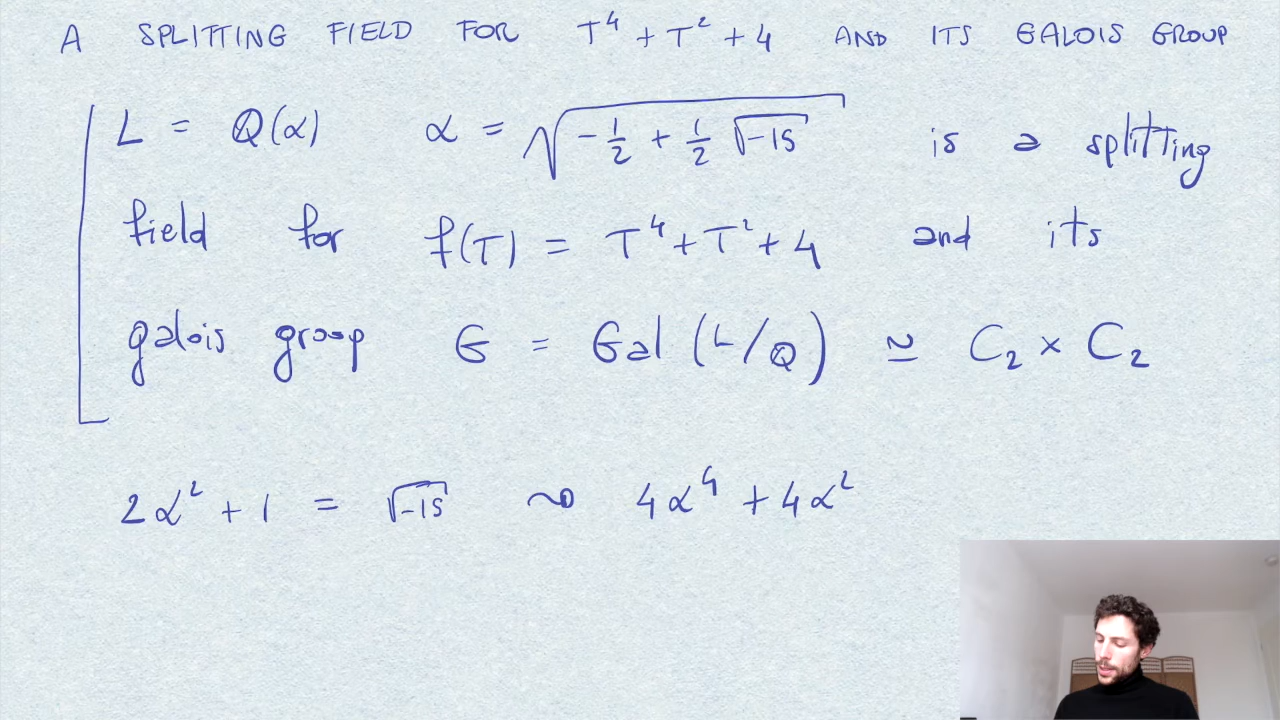 A SPLITTING FIELD FOR T⁴ + T² + 4 AND ITS GALOIS GROUP
L = Q(α) α = √(-1/2 + 1/2 √-15) is a splitting
field for f(T) = T⁴ + T² + 4 and its
galois group G = Gal (L/Q) ≃ C₂ × C₂
2α² + 1 = √-15 ⇝ 4α⁴ + 4α²